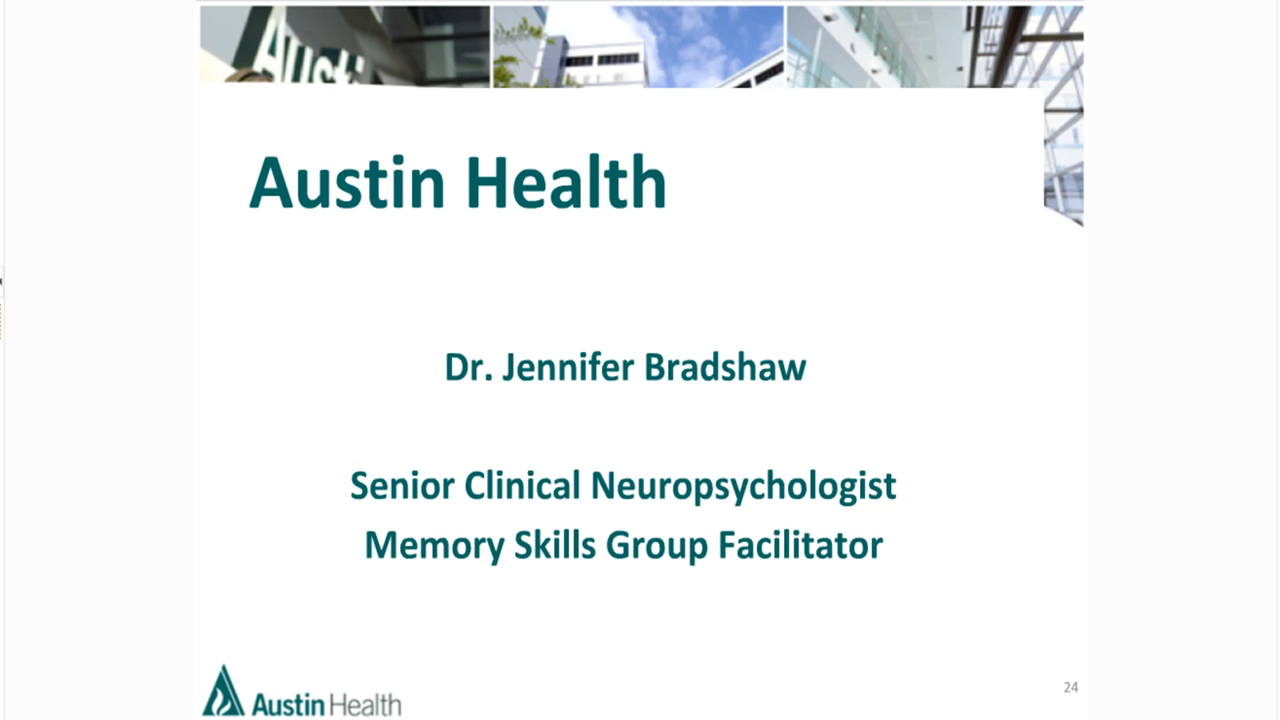 Austin Health
Dr. Jennifer Bradshaw
Senior Clinical Neuropsychologist
Memory Skills Group Facilitator
Austin Health
24